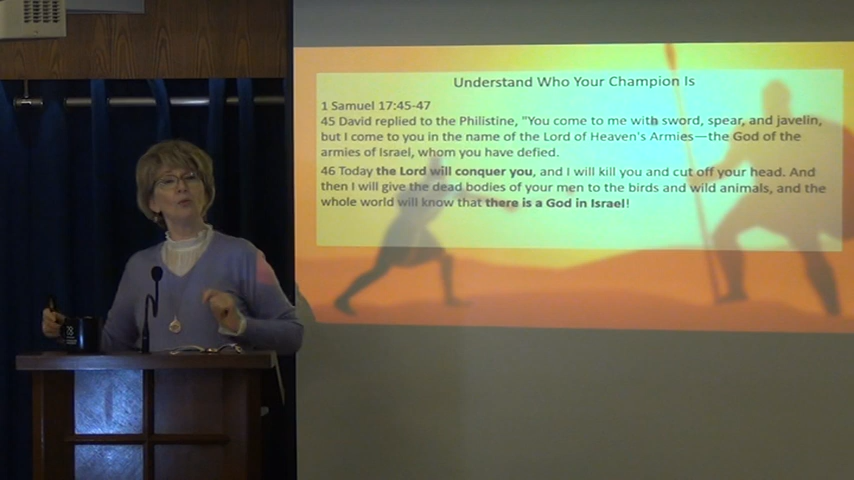 Understand Who Your Champion Is
1 Samuel 17:45-47
45 David replied to the Philistine, "You come to me with sword, spear, and javelin,
but I come to you in the name of the Lord of Heaven's Armies—the God of the
armies of Israel, whom you have defied.
46 Today the Lord will conquer you, and I will kill you and cut off your head. And
then I will give the dead bodies of your men to the birds and wild animals, and the
whole world will know that there is a God in Israel!